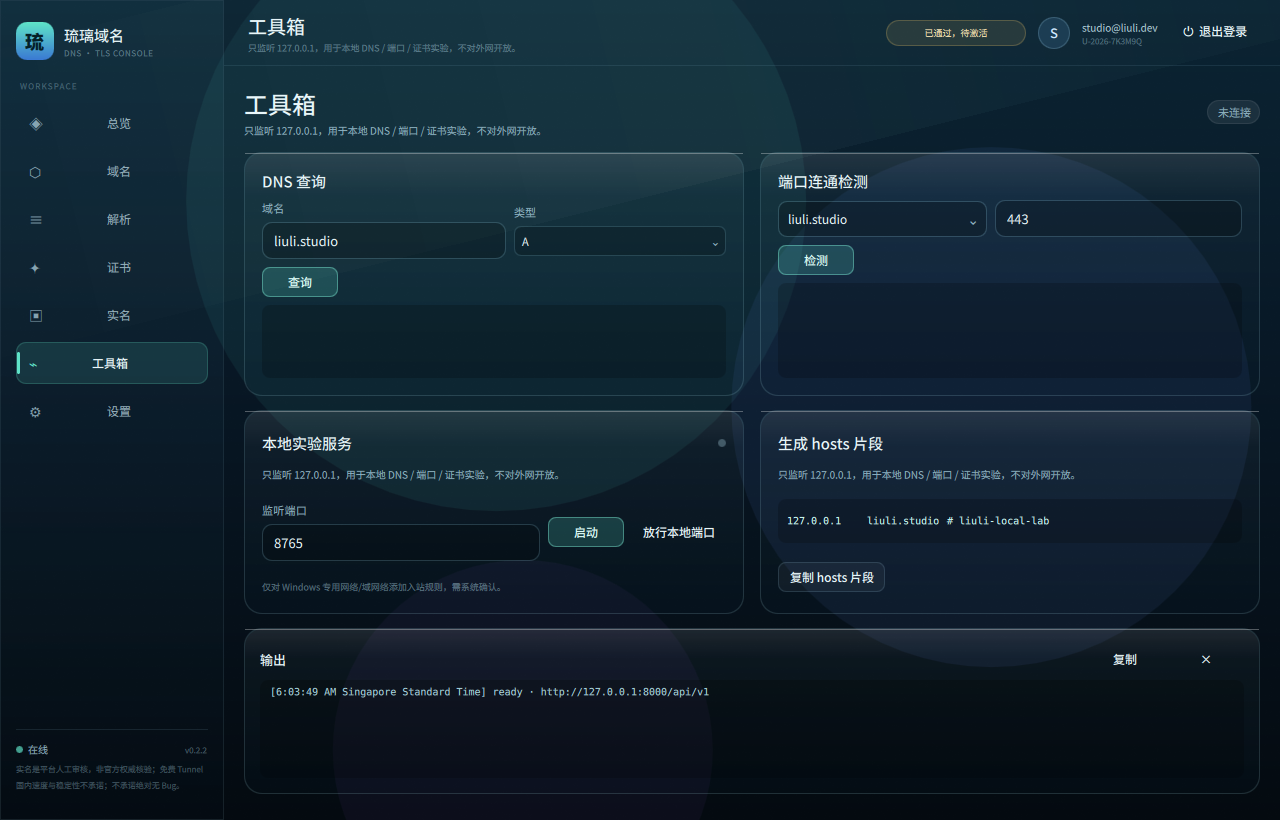 琉
琉璃域名
DNS · TLS CONSOLE
WORKSPACE
总览
域名
解析
证书
实名
工具箱
设置
在线
v0.2.2
实名是平台人工审核，非官方权威核验；免费 Tunnel
国内速度与稳定性不承诺；不承诺绝对无 Bug。
工具箱
只监听 127.0.0.1，用于本地 DNS / 端口 / 证书实验，不对外网开放。
已通过，待激活
S
studio@liuli.dev
U-2026-7K3M9Q
退出登录
工具箱
只监听 127.0.0.1，用于本地 DNS / 端口 / 证书实验，不对外网开放。
未连接
DNS 查询
域名
类型
liuli.studio
A
查询
端口连通检测
liuli.studio
443
检测
本地实验服务
只监听 127.0.0.1，用于本地 DNS / 端口 / 证书实验，不对外网开放。
监听端口
8765
启动
放行本地端口
仅对 Windows 专用网络/域网络添加入站规则，需系统确认。
生成 hosts 片段
只监听 127.0.0.1，用于本地 DNS / 端口 / 证书实验，不对外网开放。
127.0.0.1 liuli.studio # liuli-local-lab
复制 hosts 片段
输出
复制
×
[6:03:49 AM Singapore Standard Time] ready · http://127.0.0.1:8000/api/v1